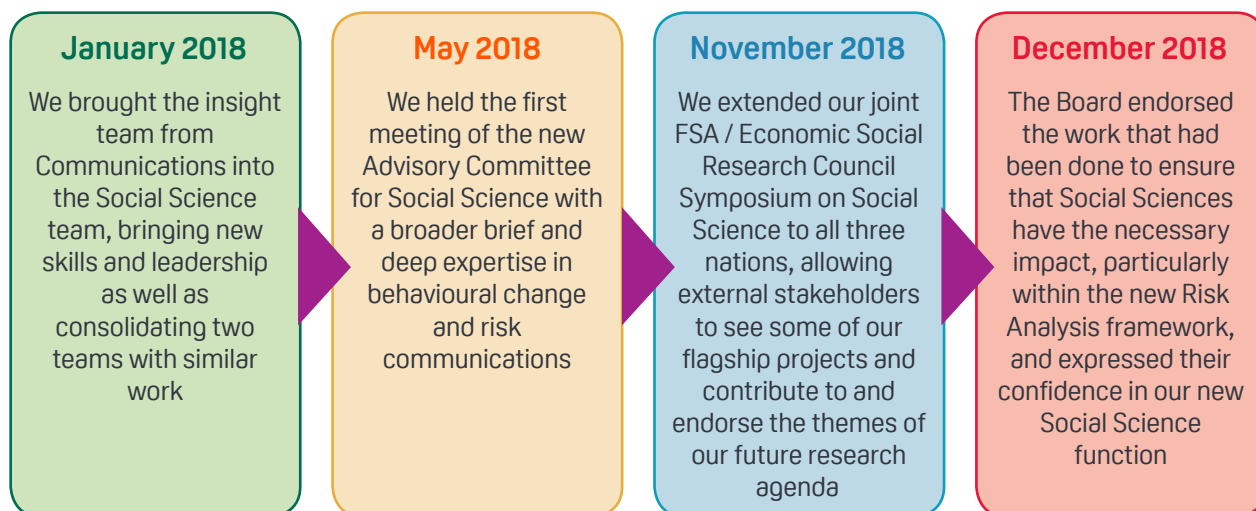 January 2018
We brought the insight
team from
Communications into
the Social Science
team, bringing new
skills and leadership
as well as
consolidating two
teams with similar
work
May 2018
We held the first
meeting of the new
Advisory Committee
for Social Science with
a broader brief and
deep expertise in
behavioural change
and risk
communications
November 2018
We extended our joint
FSA / Economic Social
Research Council
Symposium on Social
Science to all three
nations, allowing
external stakeholders
to see some of our
flagship projects and
contribute to and
endorse the themes of
our future research
agenda
December 2018
The Board endorsed
the work that had
been done to ensure
that Social Sciences
have the necessary
impact, particularly
within the new Risk
Analysis framework,
and expressed their
confidence in our new
Social Science
function